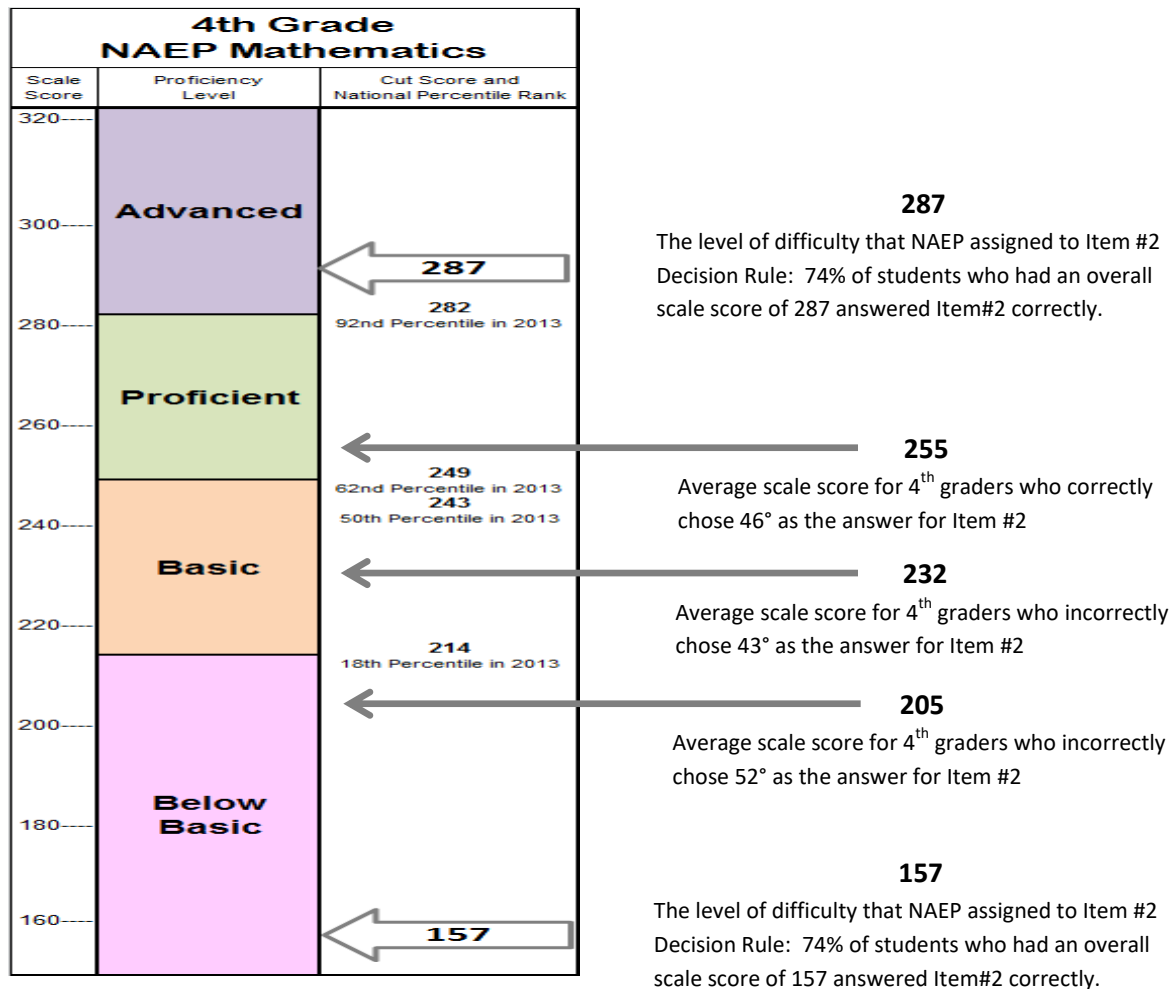 4th Grade
NAEP Mathematics
Scale
Score
Proficiency
Level
Cut Score and
National Percentile Rank
320----
Advanced
300----
287
282
92nd Percentile in 2013
280----
Proficient
260----
249
62nd Percentile in 2013
243
50th Percentile in 2013
240----
Basic
220----
214
18th Percentile in 2013
200----
Below
Basic
180----
160----
157
287
The level of difficulty that NAEP assigned to Item #2
Decision Rule: 74% of students who had an overall
scale score of 287 answered Item#2 correctly.
255
Average scale score for 4th graders who correctly
chose 46° as the answer for Item #2
232
Average scale score for 4th graders who incorrectly
chose 43° as the answer for Item #2
205
Average scale score for 4th graders who incorrectly
chose 52° as the answer for Item #2
157
The level of difficulty that NAEP assigned to Item #2
Decision Rule: 74% of students who had an overall
scale score of 157 answered Item#2 correctly.